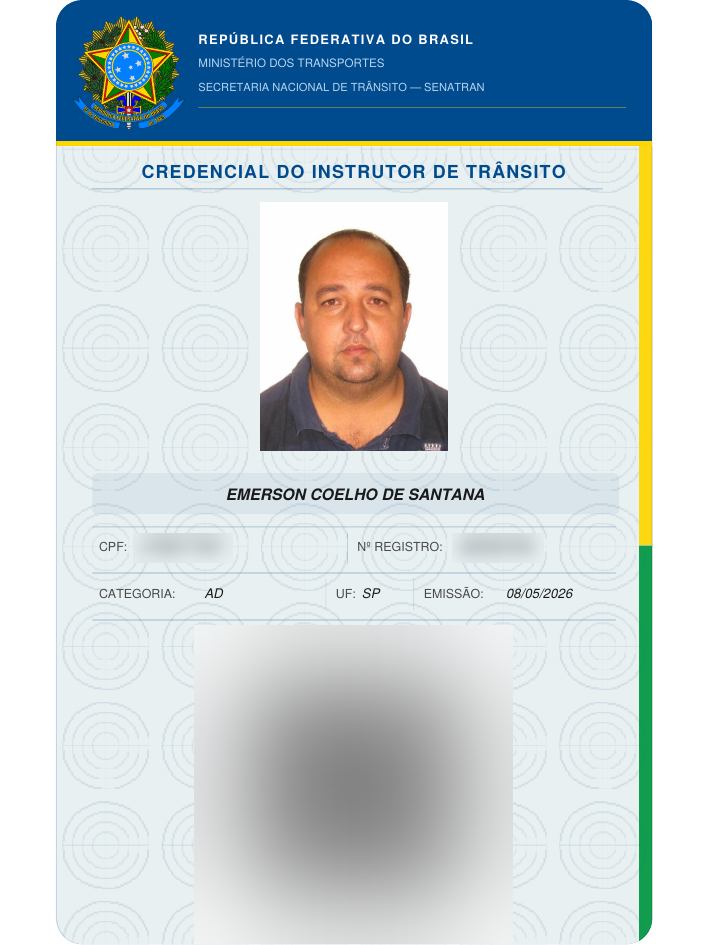 REPÚBLICA FEDERATIVA DO BRASIL
MINISTÉRIO DOS TRANSPORTES
SECRETARIA NACIONAL DE TRÂNSITO — SENATRAN
CREDENCIAL DO INSTRUTOR DE TRÂNSITO
EMERSON COELHO DE SANTANA
CPF: Nº REGISTRO:
CATEGORIA: AD UF: SP EMISSÃO: 08/05/2026